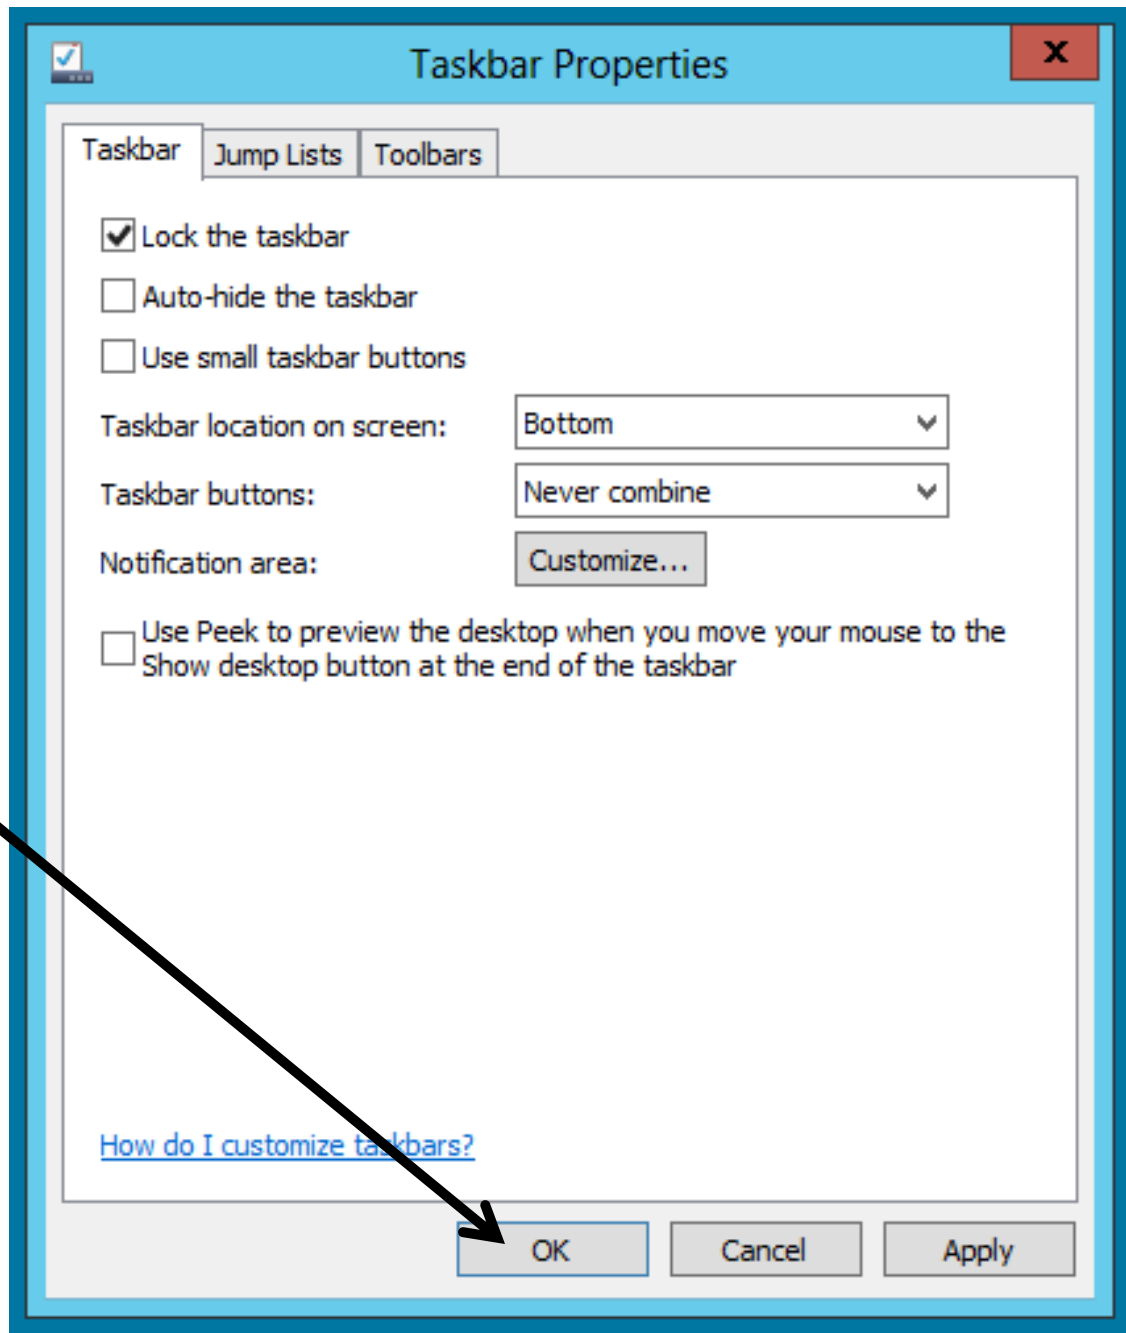 Taskbar Properties
x
Taskbar
Jump Lists
Toolbars
Lock the taskbar
Auto-hide the taskbar
Use small taskbar buttons
Taskbar location on screen:
Bottom
Taskbar buttons:
Never combine
Notification area:
Customize...
Use Peek to preview the desktop when you move your mouse to the
Show desktop button at the end of the taskbar
How do I customize taskbars?
OK
Cancel
Apply